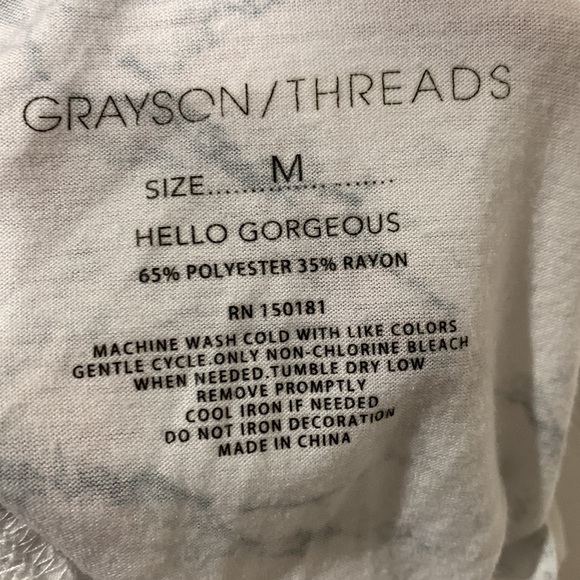 GRAYSON/THREADS
SIZE.................... M
HELLO GORGEOUS
65% POLYESTER 35% RAYON
RN 150181
MACHINE WASH COLD WITH LIKE COLORS
GENTLE CYCLE.ONLY NON-CHLORINE BLEACH
WHEN NEEDED.TUMBLE DRY LOW
REMOVE PROMPTLY
COOL IRON IF NEEDED
DO NOT IRON DECORATION
MADE IN CHINA